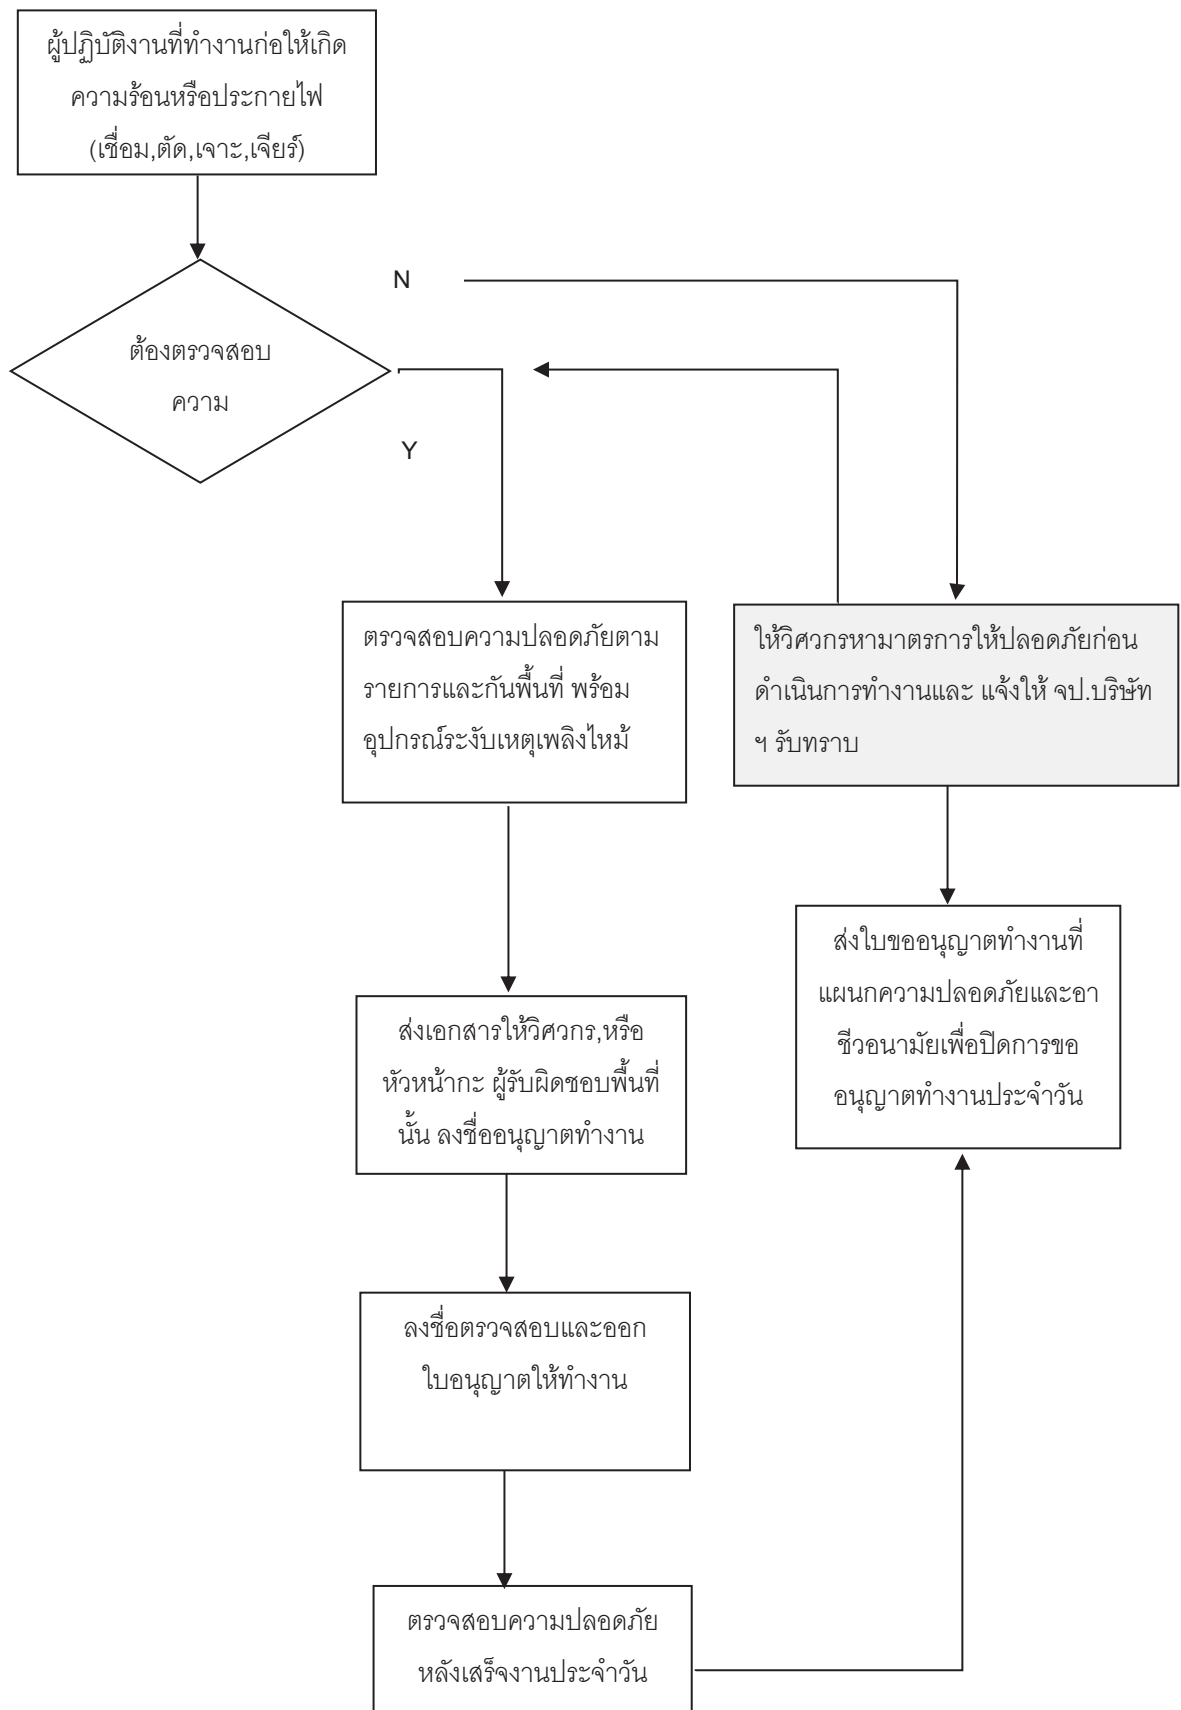 ผู้ปฏิบัติงานที่ทำงานก่อให้เกิด
ความร้อนหรือประกายไฟ
(เชื่อม,ตัด,เจาะ,เจียร์)
N
ต้องตรวจสอบ
ความ
Y
ตรวจสอบความปลอดภัยตาม
รายการและกันพื้นที่ พร้อม
อุปกรณ์ระงับเหตุเพลิงไหม้
ให้วิศวกรหามาตรการให้ปลอดภัยก่อน
ดำเนินการทำงานและ แจ้งให้ จป.บริษัท
ฯ รับทราบ
ส่งใบขออนุญาตทำงานที่
แผนกความปลอดภัยและอา
ชีวอนามัยเพื่อปิดการขอ
อนุญาตทำงานประจำวัน
ส่งเอกสารให้วิศวกร,หรือ
หัวหน้ากะ ผู้รับผิดชอบพื้นที่
นั้น ลงชื่ออนุญาตทำงาน
ลงชื่อตรวจสอบและออก
ใบอนุญาตให้ทำงาน
ตรวจสอบความปลอดภัย
หลังเสร็จงานประจำวัน